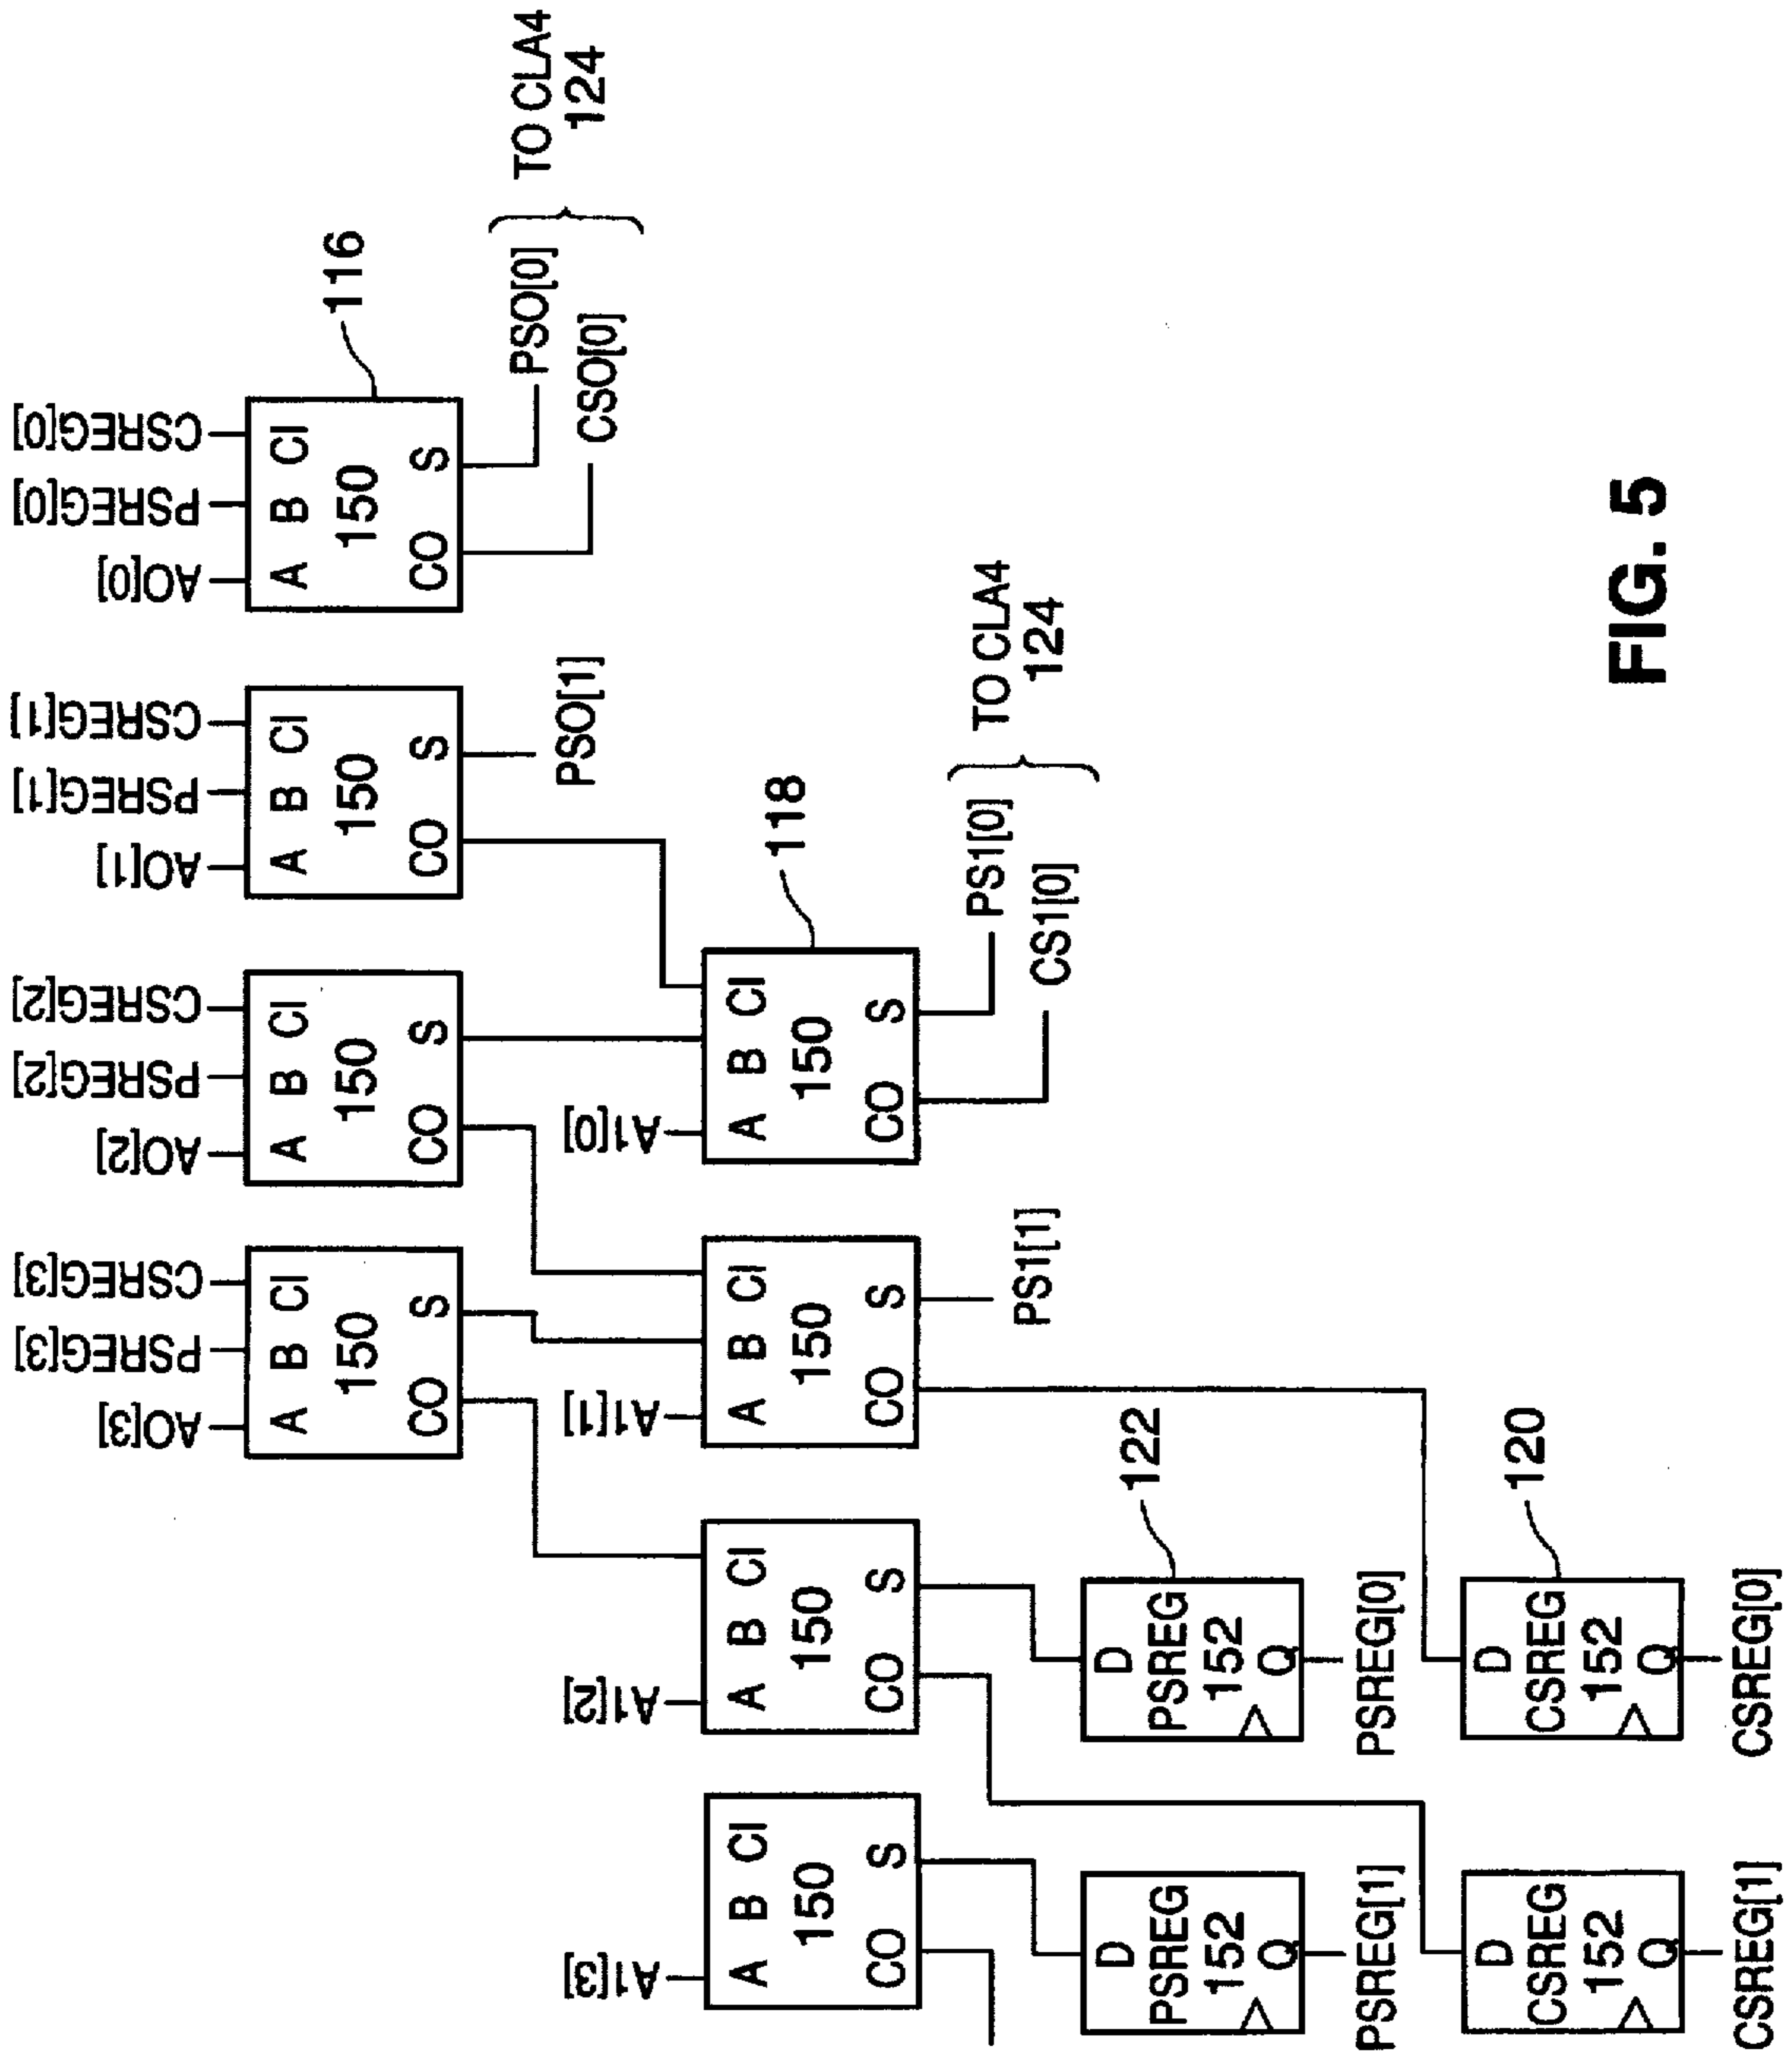 AO[3]
PSREG[3]
CSREG[3]
AO[2]
PSREG[2]
CSREG[2]
AO[1]
PSREG[1]
CSREG[1]
AO[0]
PSREG[0]
CSREG[0]
A B CI
150
CO S
A B CI
150
CO S
A B CI
150
CO S
A B CI
150
CO S
116
PSO[1]
PSO[0]
CSO[0]
TO CLA4
124
A1[3]
A1[2]
A1[1]
A1[0]
A B CI
150
CO S
A B CI
150
CO S
A B CI
150
CO S
A B CI
150
CO S
118
PS1[1]
PS1[0]
CS1[0]
TO CLA4
124
D
PSREG
152
Q
D
PSREG
152
Q
122
PSREG[1]
PSREG[0]
D
CSREG
152
Q
D
CSREG
152
Q
120
CSREG[1]
CSREG[0]
FIG. 5